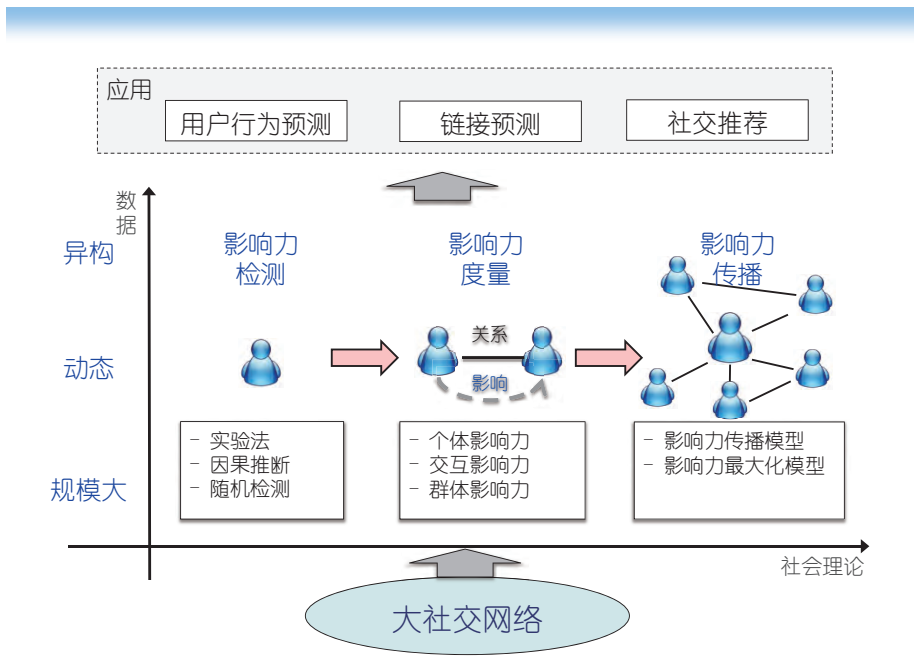 应用
用户行为预测
链接预测
社交推荐
数
据
异构
动态
规模大
影响力
检测
影响力
度量
影响力
传播
关系
影响
- 实验法
- 因果推断
- 随机检测
- 个体影响力
- 交互影响力
- 群体影响力
- 影响力传播模型
- 影响力最大化模型
社会理论
大社交网络